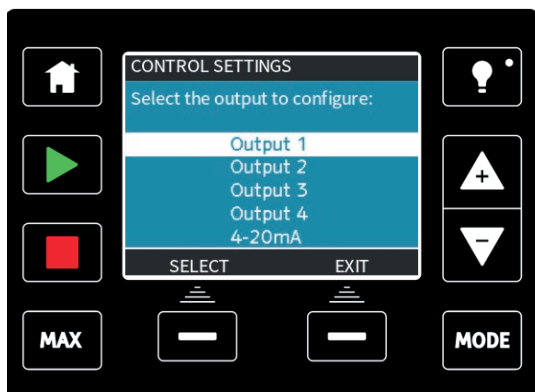 CONTROL SETTINGS
Select the output to configure:
Output 1
Output 2
Output 3
Output 4
4-20mA
SELECT EXIT
MAX
MODE